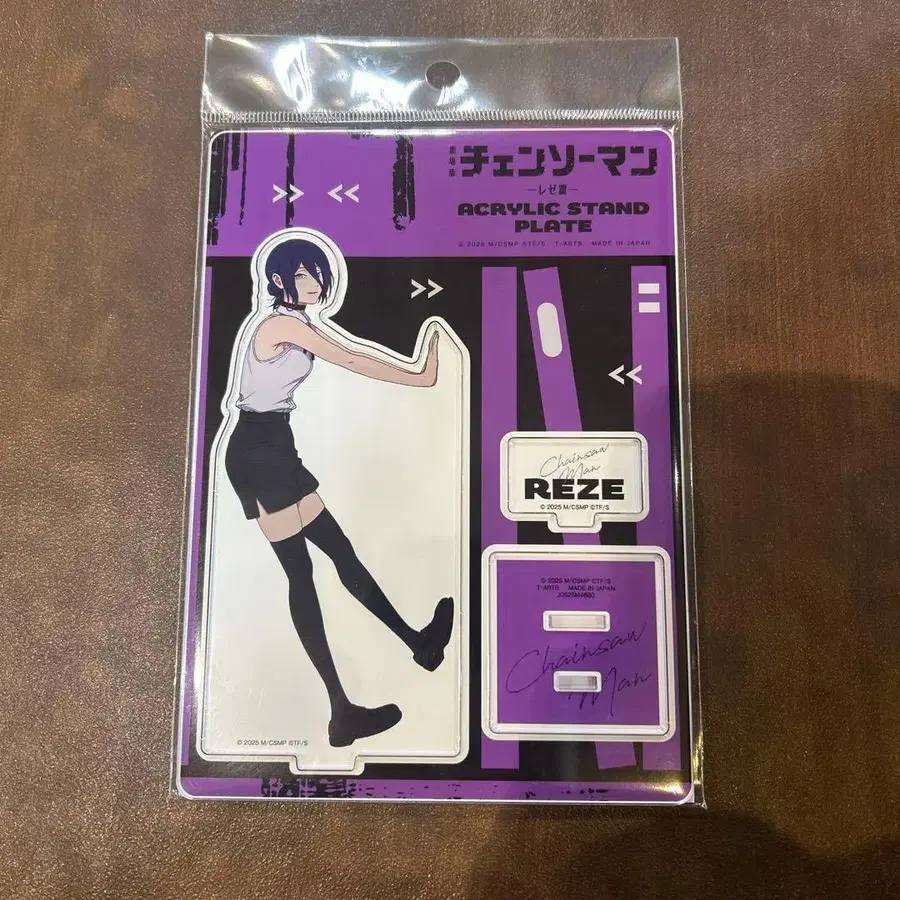 劇場版 チェンソーマン
—レゼ篇—
ACRYLIC STAND
PLATE
© 2025 M/CSMP ©TF/S T-ARTS MADE IN JAPAN
Chainsaw
Man
REZE
© 2025 M/CSMP ©TF/S
© 2025 M/CSMP ©TF/S
T-ARTS MADE IN JAPAN
Chainsaw
Man
© 2025 M/CSMP ©TF/S